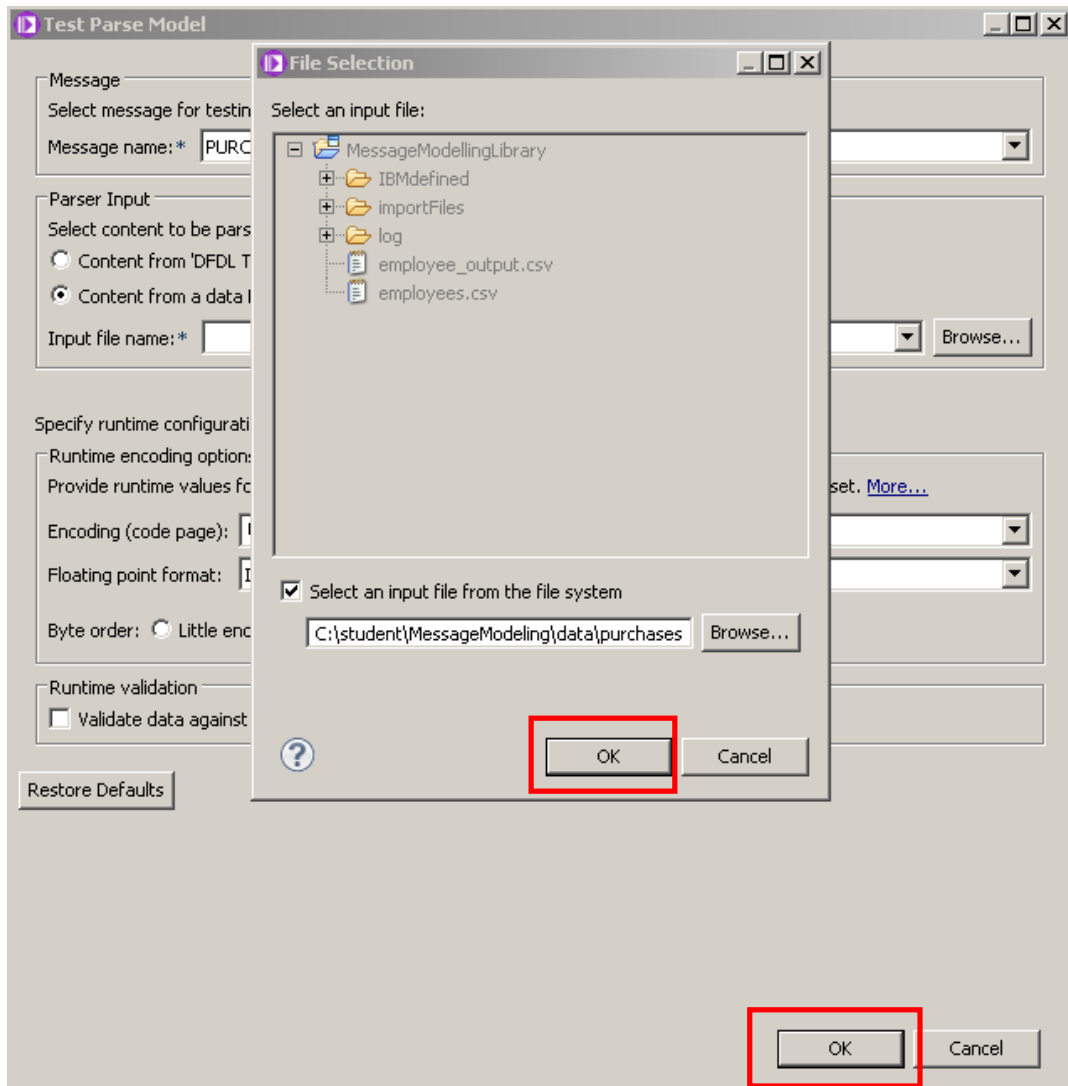 Test Parse Model
File Selection
Message
Select message for testin
Message name:* PURC
Parser Input
Select content to be pars
Content from 'DFDL T
Content from a data
Input file name:*
Browse...
Specify runtime configurati
Runtime encoding option
Provide runtime values fo
set. More...
Encoding (code page):
Floating point format: I
Byte order: Little enc
Runtime validation
Validate data against
Restore Defaults
Select an input file:
MessageModellingLibrary
IBMdefined
importFiles
log
employee_output.csv
employees.csv
Select an input file from the file system
C:\student\MessageModeling\data\purchases
Browse...
?
OK
Cancel
OK
Cancel